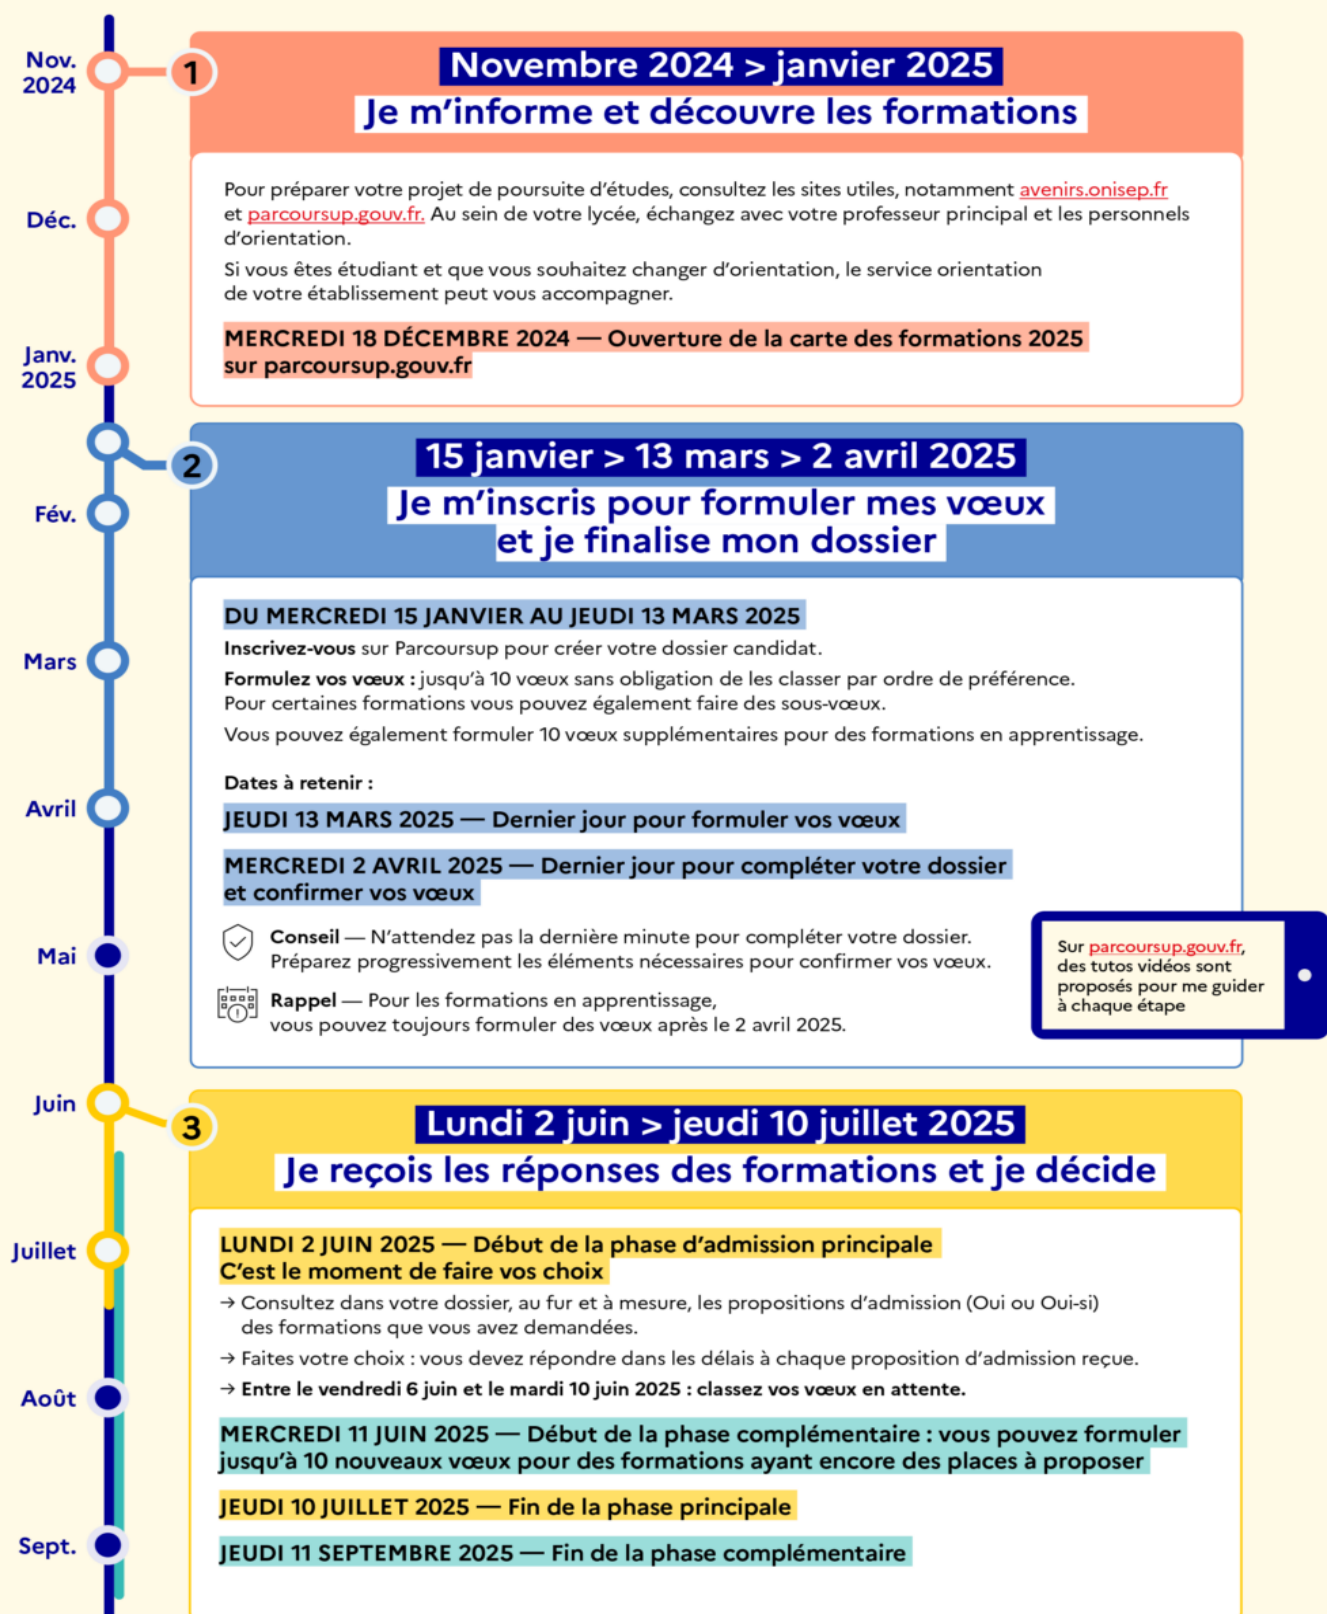 Nov.
2024
1
Novembre 2024 > janvier 2025
Je m’informe et découvre les formations
Pour préparer votre projet de poursuite d’études, consultez les sites utiles, notamment avenirs.onisep.fr
et parcoursup.gouv.fr. Au sein de votre lycée, échangez avec votre professeur principal et les personnels
d’orientation.
Si vous êtes étudiant et que vous souhaitez changer d’orientation, le service orientation
de votre établissement peut vous accompagner.
MERCREDI 18 DÉCEMBRE 2024 — Ouverture de la carte des formations 2025
sur parcoursup.gouv.fr
Déc.
Janv.
2025
2
15 janvier > 13 mars > 2 avril 2025
Je m’inscris pour formuler mes vœux
et je finalise mon dossier
Fév.
DU MERCREDI 15 JANVIER AU JEUDI 13 MARS 2025
Inscrivez-vous sur Parcoursup pour créer votre dossier candidat.
Formulez vos vœux : jusqu’à 10 vœux sans obligation de les classer par ordre de préférence.
Pour certaines formations vous pouvez également faire des sous-vœux.
Vous pouvez également formuler 10 vœux supplémentaires pour des formations en apprentissage.
Mars
Dates à retenir :
JEUDI 13 MARS 2025 — Dernier jour pour formuler vos vœux
Avril
MERCREDI 2 AVRIL 2025 — Dernier jour pour compléter votre dossier
et confirmer vos vœux
Conseil — N’attendez pas la dernière minute pour compléter votre dossier.
Préparez progressivement les éléments nécessaires pour confirmer vos vœux.
Mai
Rappel — Pour les formations en apprentissage,
vous pouvez toujours formuler des vœux après le 2 avril 2025.
Sur parcoursup.gouv.fr,
des tutos vidéos sont
proposés pour me guider
à chaque étape
Juin
3
Lundi 2 juin > jeudi 10 juillet 2025
Je reçois les réponses des formations et je décide
Juillet
LUNDI 2 JUIN 2025 — Début de la phase d’admission principale
C’est le moment de faire vos choix
→ Consultez dans votre dossier, au fur et à mesure, les propositions d’admission (Oui ou Oui-si)
des formations que vous avez demandées.
→ Faites votre choix : vous devez répondre dans les délais à chaque proposition d’admission reçue.
→ Entre le vendredi 6 juin et le mardi 10 juin 2025 : classez vos vœux en attente.
Août
MERCREDI 11 JUIN 2025 — Début de la phase complémentaire : vous pouvez formuler
jusqu’à 10 nouveaux vœux pour des formations ayant encore des places à proposer
JEUDI 10 JUILLET 2025 — Fin de la phase principale
Sept.
JEUDI 11 SEPTEMBRE 2025 — Fin de la phase complémentaire